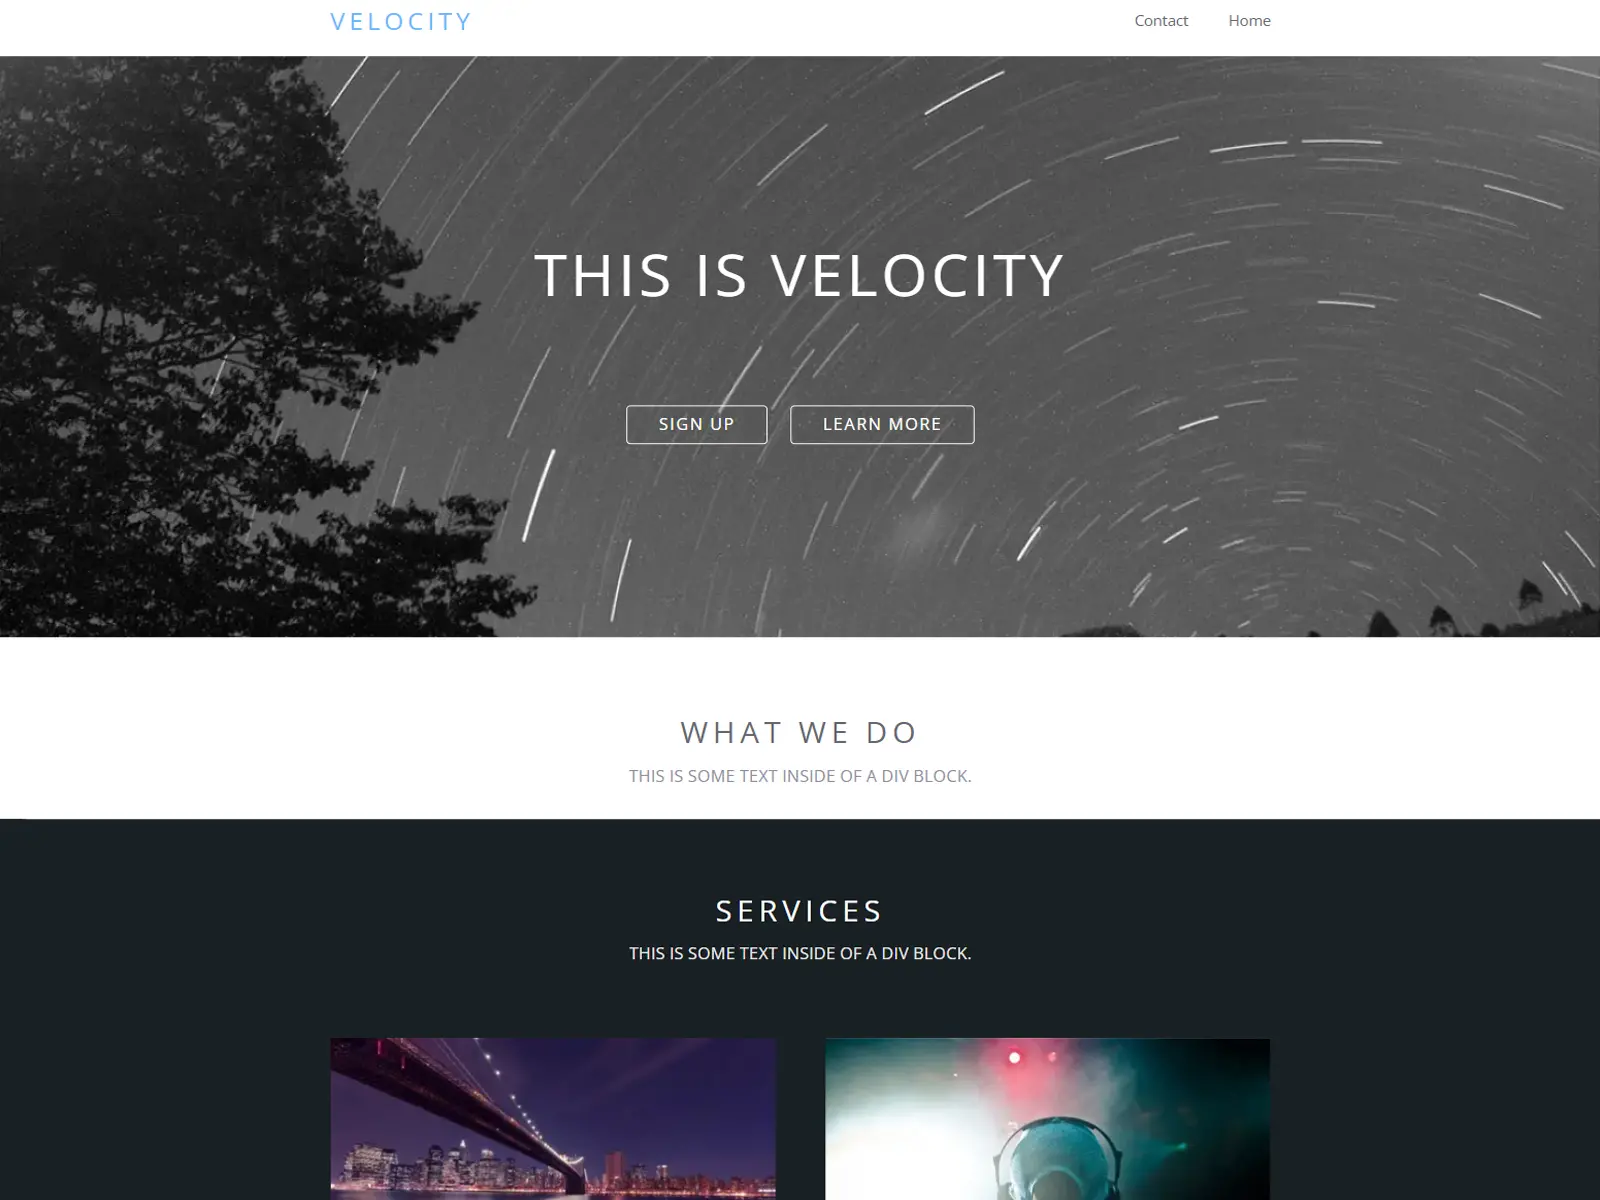 VELOCITY
Contact
Home
THIS IS VELOCITY
SIGN UP
LEARN MORE
WHAT WE DO
THIS IS SOME TEXT INSIDE OF A DIV BLOCK.
SERVICES
THIS IS SOME TEXT INSIDE OF A DIV BLOCK.